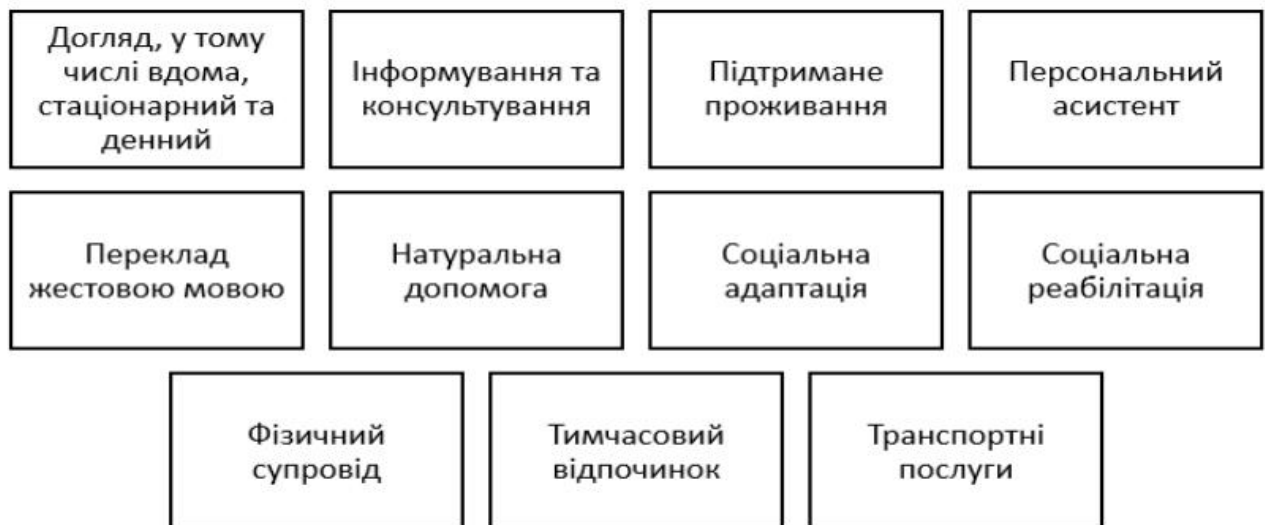 Догляд, у тому
числі вдома,
стаціонарний та
денний
Інформування та
консультування
Підтримане
проживання
Персональний
асистент
Переклад
жестовою мовою
Натуральна
допомога
Соціальна
адаптація
Соціальна
реабілітація
Фізичний
супровід
Тимчасовий
відпочинок
Транспортні
послуги